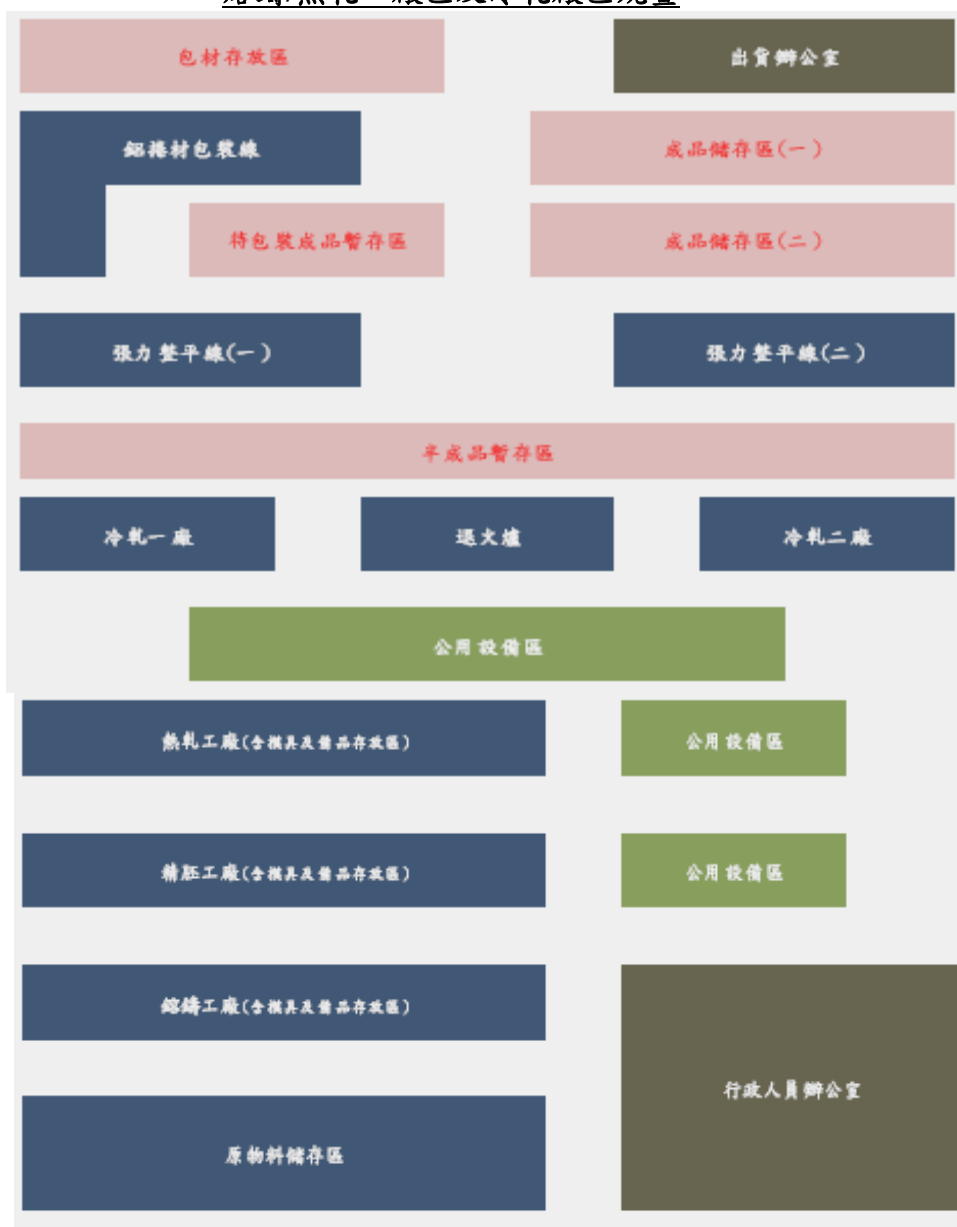 包材存放區
出貨辦公室
鋁捲材包裝線
成品儲存區(一)
待包裝成品暫存區
成品儲存區(二)
張力整平線(一)
張力整平線(二)
半成品暫存區
冷軋一廠
退火爐
冷軋二廠
公用設備區
熱軋工廠(含模具及備品存放區)
公用設備區
精胚工廠(含模具及備品存放區)
公用設備區
鎔鑄工廠(含模具及備品存放區)
行政人員辦公室
原物料儲存區